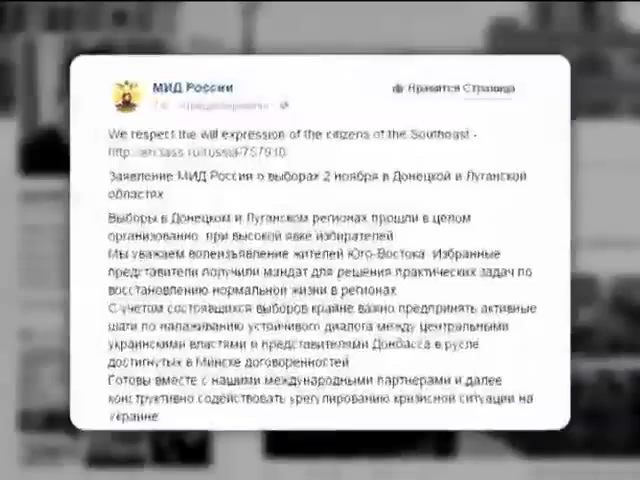 МИД России
Нравится Страница
We respect the will expression of the citizens of the Southeast -
Заявление МИД России о выборах 2 ноября в Донецкой и Луганской
областях
Выборы в Донецком и Луганском регионах прошли в целом
организованно при высокой явке избирателей
Мы уважаем волеизъявление жителей Юго-Востока. Избранные
представители получили мандат для решения практических задач по
восстановлению нормальной жизни в регионах
С учетом состоявшихся выборов крайне важно предпринять активные
шаги по налаживанию устойчивого диалога между центральными
украинскими властями и представителями Донбасса в русле
достигнутых в Минске договоренностей
Готовы вместе с нашими международными партнерами и далее
конструктивно содействовать урегулированию кризисной ситуации на
Украине